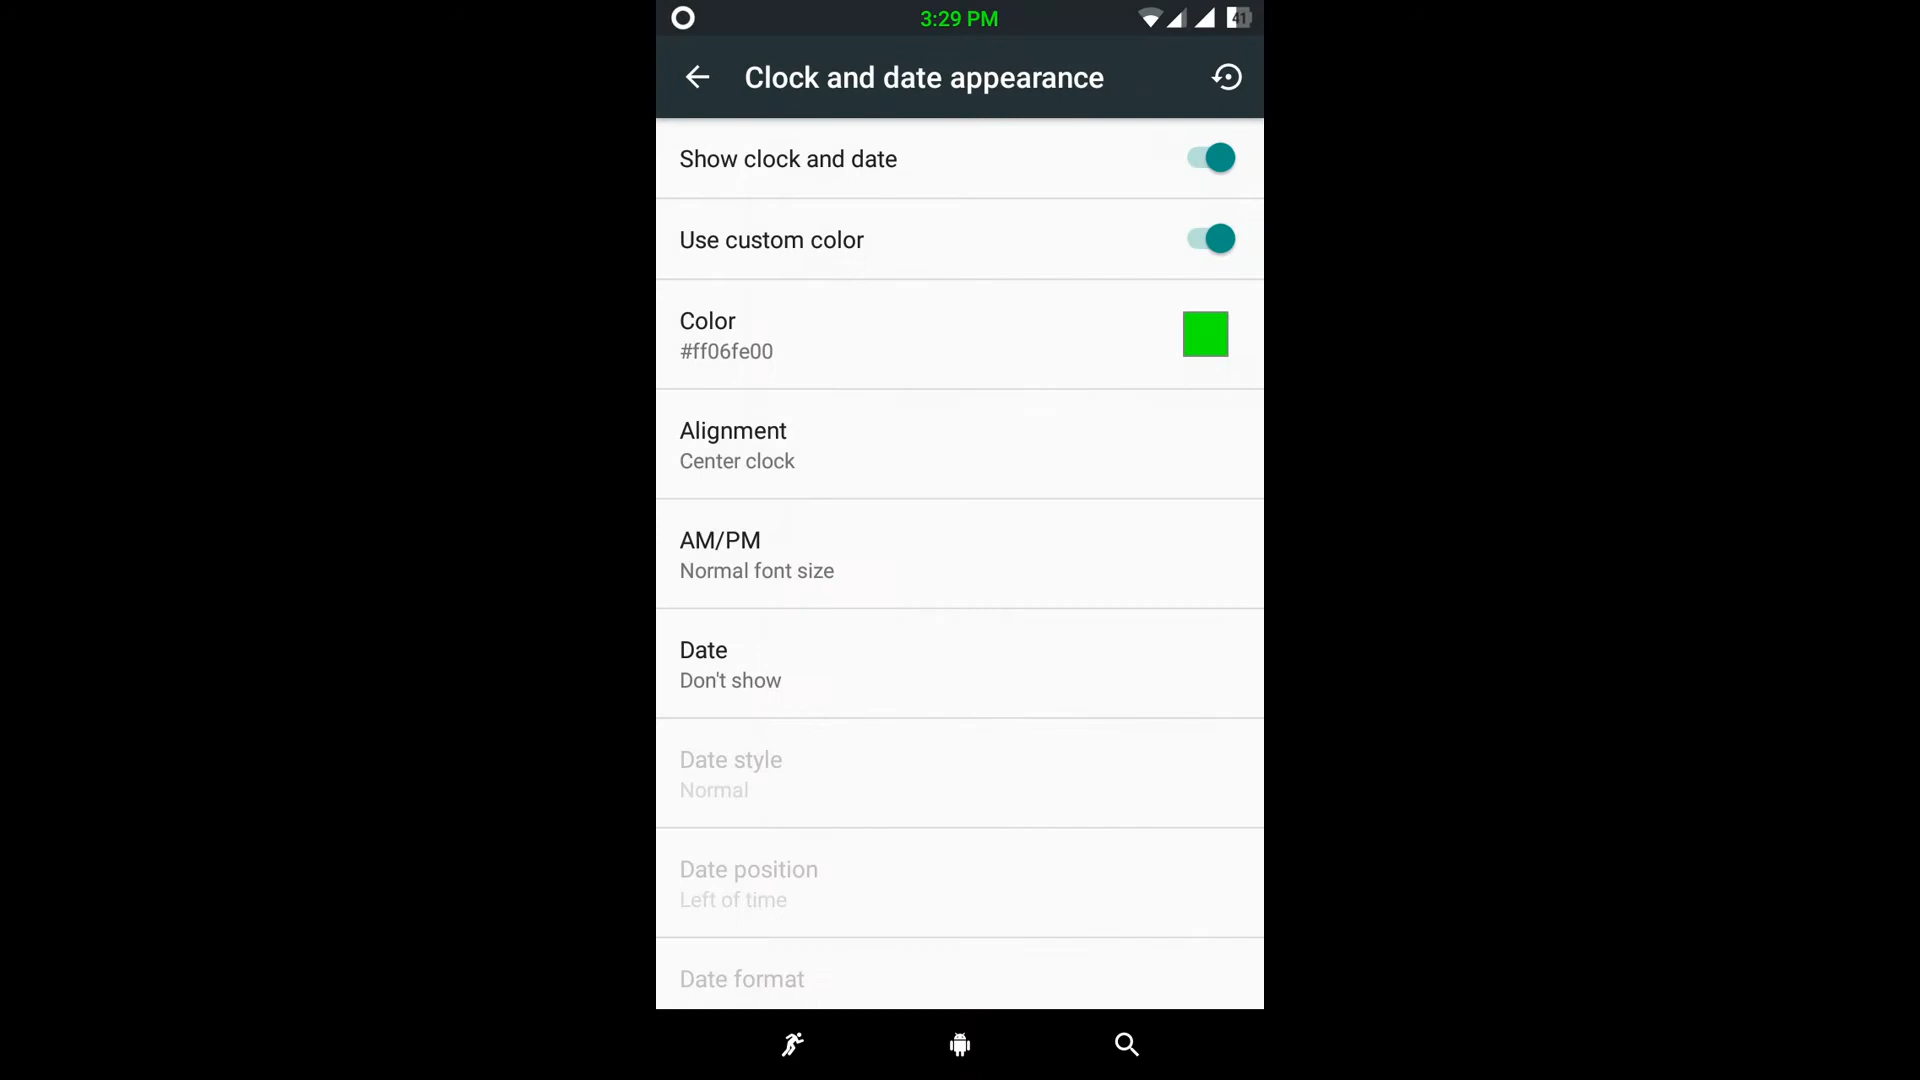 3:29 PM
41
Clock and date appearance
Show clock and date
Use custom color
Color
#ff06fe00
Alignment
Center clock
AM/PM
Normal font size
Date
Don't show
Date style
Normal
Date position
Left of time
Date format